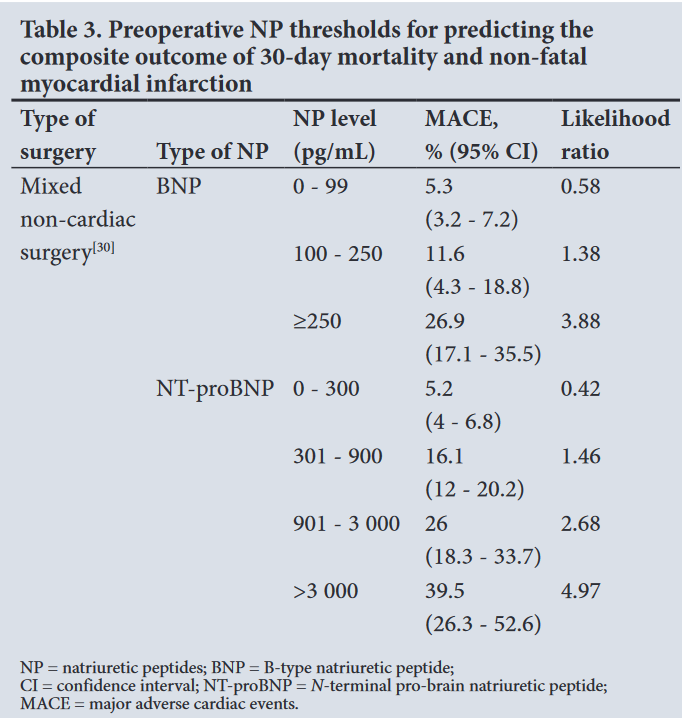 Table 3. Preoperative NP thresholds for predicting the
composite outcome of 30-day mortality and non-fatal
myocardial infarction
Type of surgery Type of NP NP level (pg/mL) MACE, % (95% CI) Likelihood ratio
Mixed non-cardiac surgery[30] BNP 0 - 99 5.3 (3.2 - 7.2) 0.58
100 - 250 11.6 (4.3 - 18.8) 1.38
≥250 26.9 (17.1 - 35.5) 3.88
NT-proBNP 0 - 300 5.2 (4 - 6.8) 0.42
301 - 900 16.1 (12 - 20.2) 1.46
901 - 3 000 26 (18.3 - 33.7) 2.68
>3 000 39.5 (26.3 - 52.6) 4.97
NP = natriuretic peptides; BNP = B-type natriuretic peptide;
CI = confidence interval; NT-proBNP = N-terminal pro-brain natriuretic peptide;
MACE = major adverse cardiac events.